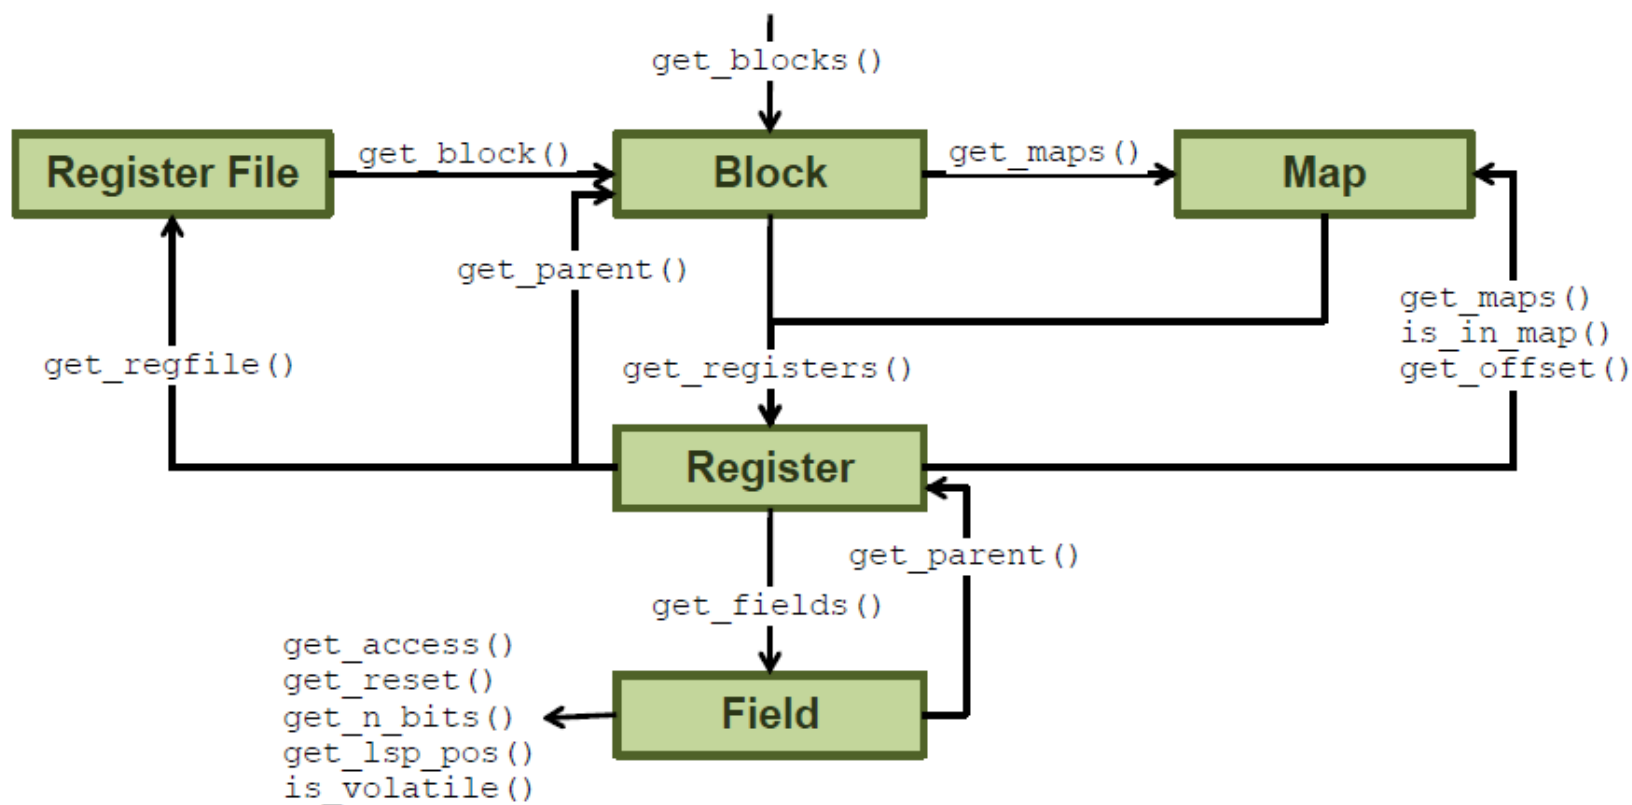 get_blocks()
Register File
get_block()
Block
get_maps()
Map
get_parent()
get_maps()
is_in_map()
get_offset()
get_regfile()
get_registers()
Register
get_parent()
get_fields()
get_access()
get_reset()
get_n_bits()
get_lsp_pos()
is_volatile()
Field